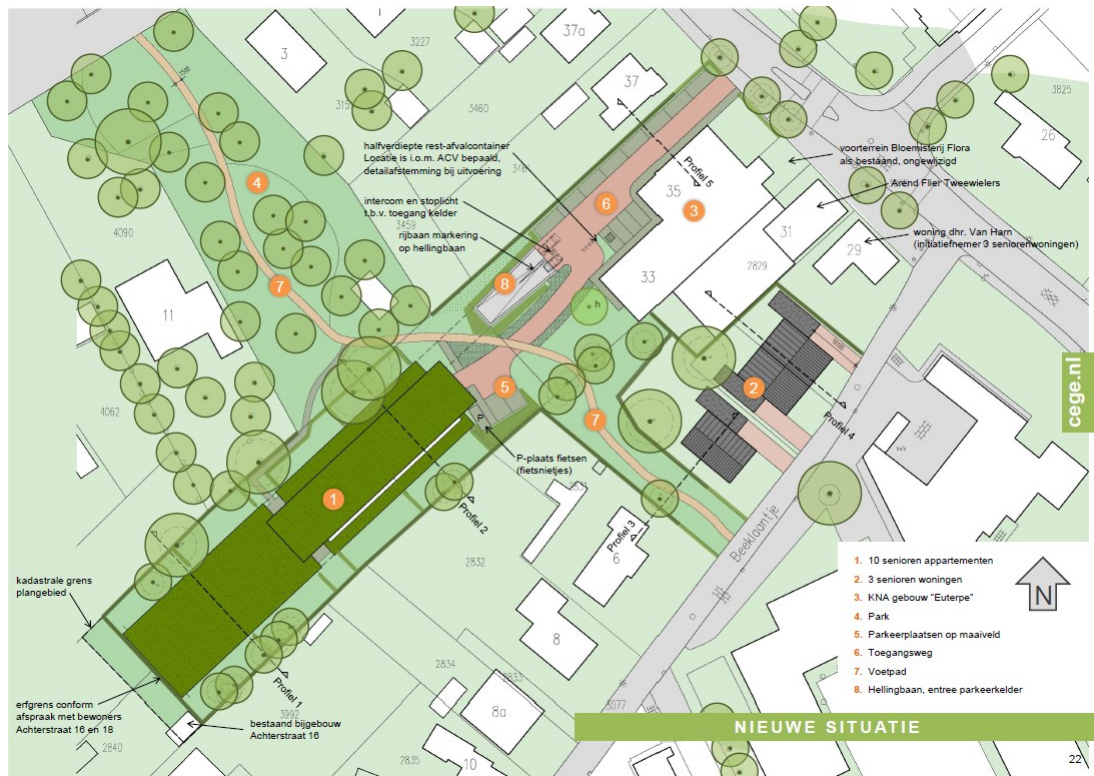 3
3227
37a
37
3460
3459
4090
4062
11
3825
26
halfverdiepte rest-afvalcontainer
Locatie is i.o.m. ACV bepaald,
detailafstemming bij uitvoering
intercom en stoplicht
t.b.v. toegang kelder
rijbaan markering
op hellingbaan
voorterrein Bloemisterij Flora
als bestaand, ongewijzigd
Arend Flier Tweewielers
woning dhr. Van Harn
(initiatiefnemer 3 seniorenwoningen)
Profiel 5
35
33
31
29
2829
4
6
3
7
8
h
5
2
7
1
P
P-plaats fietsen
(fietsnietjes)
Profiel 4
Profiel 3
Profiel 2
Profiel 1
Beeklaantje
6
8
8a
10
2832
2834
2833
2835
3077
3992
2840
kadastrale grens
plangebied
erfgrens conform
afspraak met bewoners
Achterstraat 16 en 18
bestaand bijgebouw
Achterstraat 16
cege.nl
1. 10 senioren appartementen
2. 3 senioren woningen
3. KNA gebouw “Euterpe”
4. Park
5. Parkeerplaatsen op maaiveld
6. Toegangsweg
7. Voetpad
8. Hellingbaan, entree parkeerkelder
N
NIEUWE SITUATIE
22